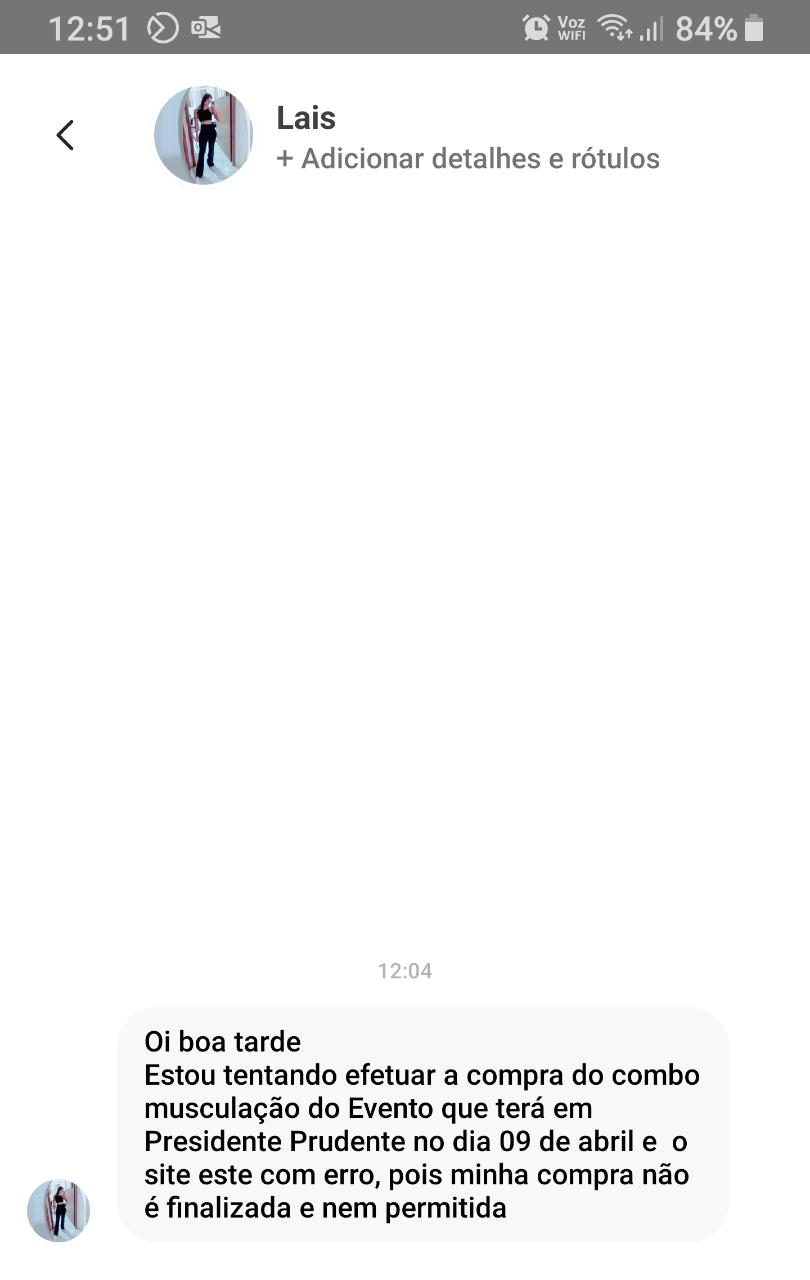 12:51
Voz
WIFI
84%
Lais
+ Adicionar detalhes e rótulos
12:04
Oi boa tarde
Estou tentando efetuar a compra do combo
musculação do Evento que terá em
Presidente Prudente no dia 09 de abril e  o
site este com erro, pois minha compra não
é finalizada e nem permitida